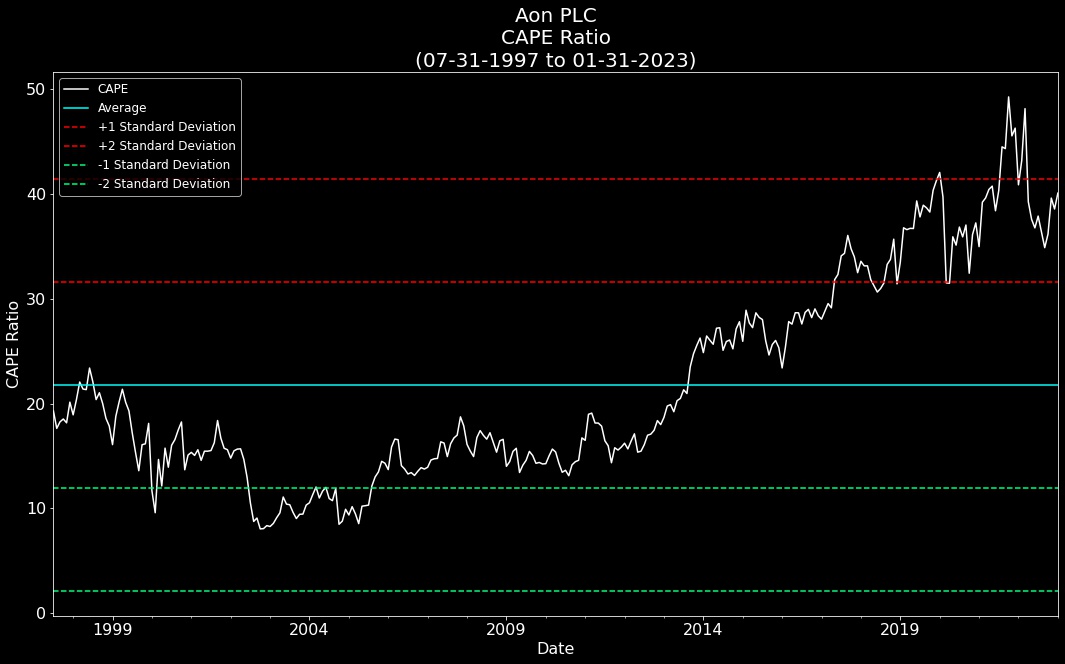 Aon PLC
CAPE Ratio
(07-31-1997 to 01-31-2023)
CAPE
Average
+1 Standard Deviation
+2 Standard Deviation
-1 Standard Deviation
-2 Standard Deviation
50
40
30
20
10
0
CAPE Ratio
1999 2004 2009 2014 2019
Date